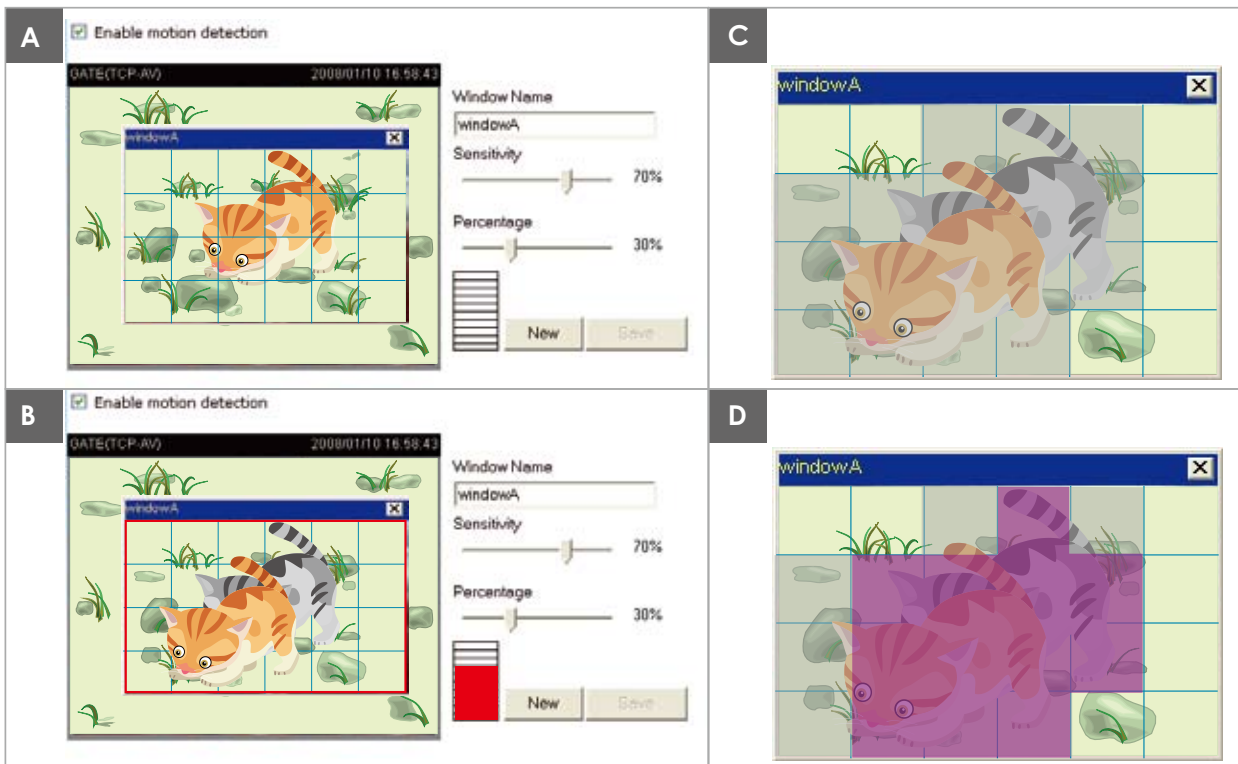 A
Enable motion detection
GATE(TCP-AV) 2008/01/10 16:58:43
windowA
Window Name
windowA
Sensitivity
70%
Percentage
30%
New Save
B
Enable motion detection
GATE(TCP-AV) 2008/01/10 16:58:43
windowA
Window Name
windowA
Sensitivity
70%
Percentage
30%
New Save
C
windowA
D
windowA